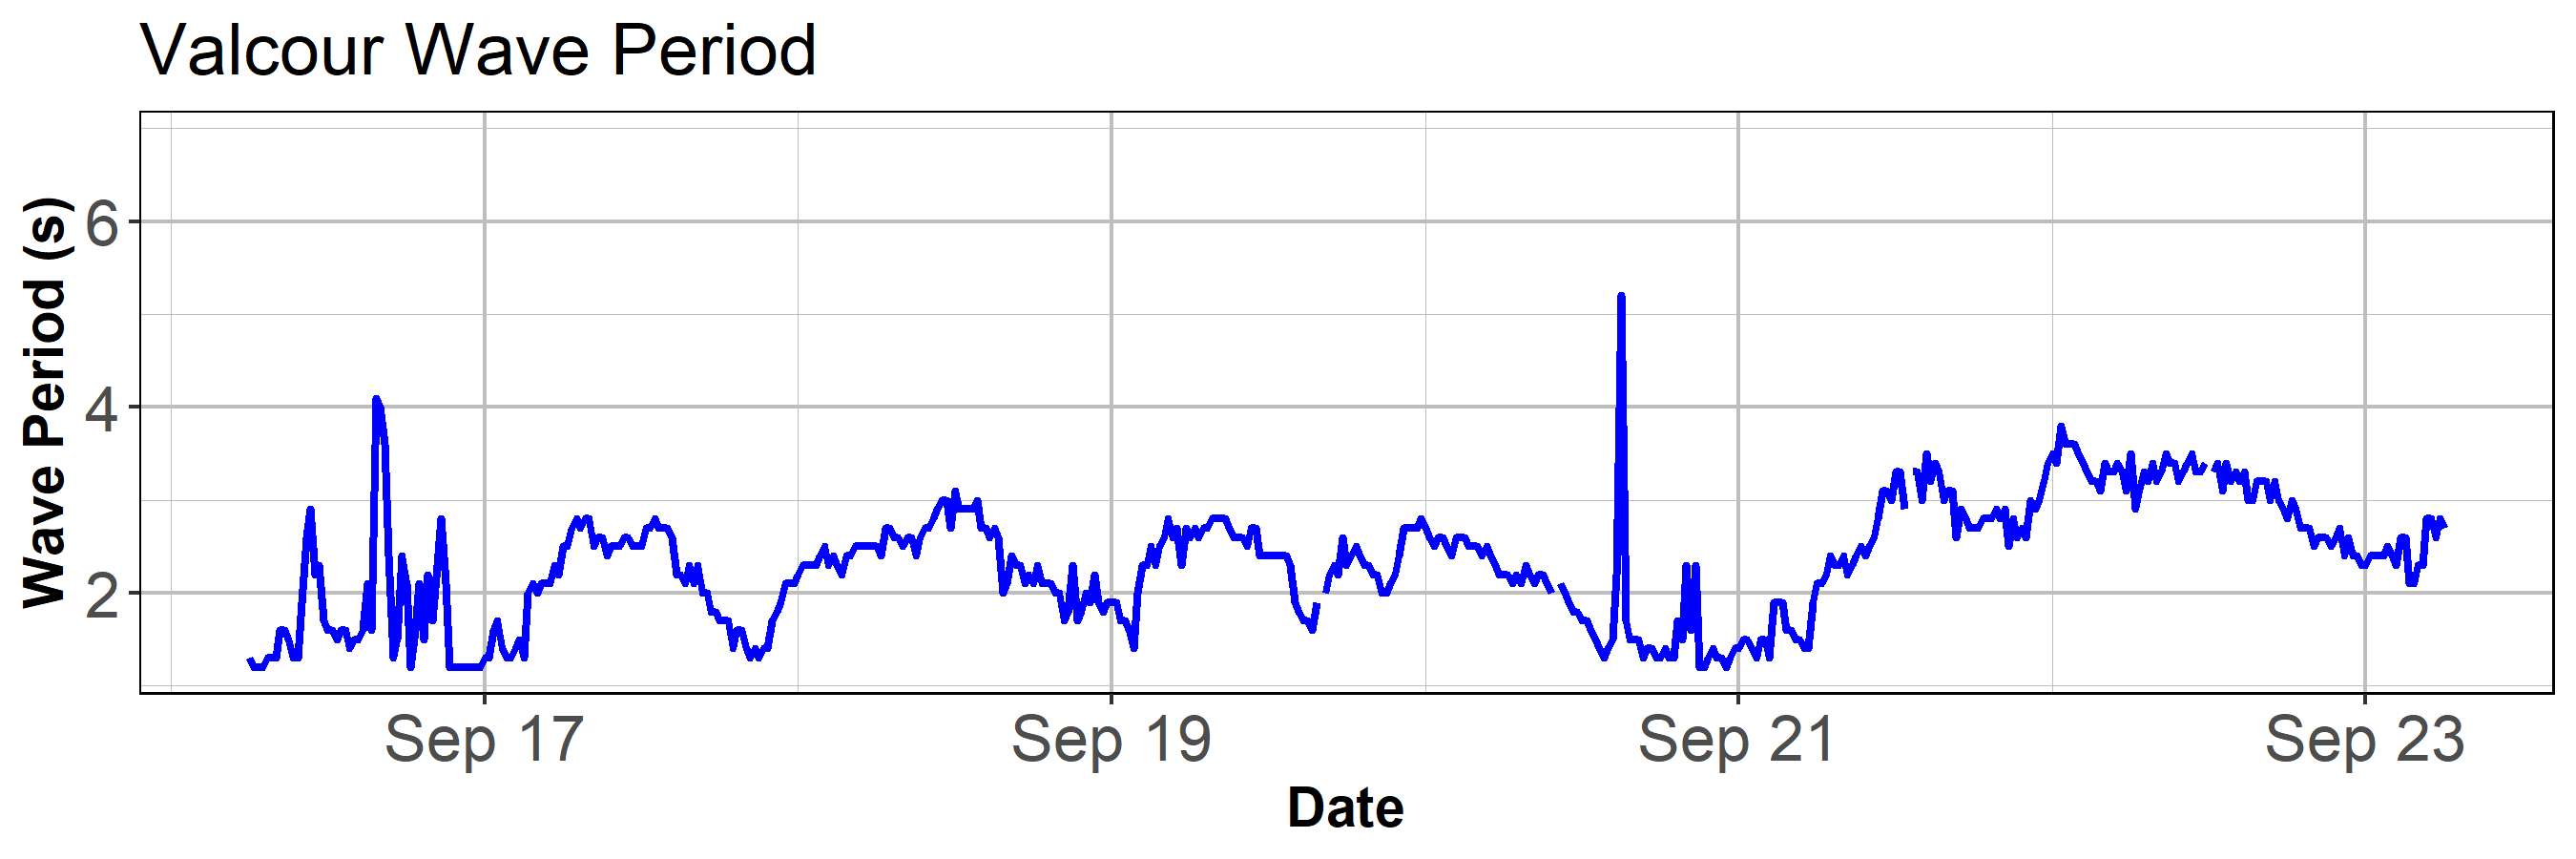 Valcour Wave Period
Wave Period (s)
6
4
2
Sep 17
Sep 19
Sep 21
Sep 23
Date